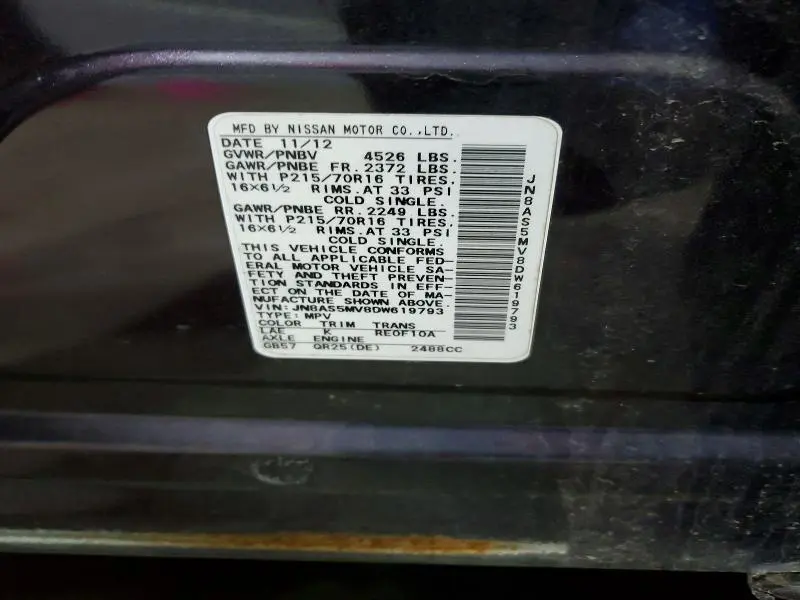 MFD BY NISSAN MOTOR CO.,LTD.
DATE 11/12
GVWR/PNBV 4526 LBS.
GAWR/PNBE FR. 2372 LBS.
WITH P215/70R16 TIRES,
16X6½ RIMS.AT 33 PSI
COLD SINGLE.
GAWR/PNBE RR. 2249 LBS.
WITH P215/70R16 TIRES,
16X6½ RIMS.AT 33 PSI
COLD SINGLE.
THIS VEHICLE CONFORMS
TO ALL APPLICABLE FED-
ERAL MOTOR VEHICLE SA-
FETY AND THEFT PREVEN-
TION STANDARDS IN EFF-
ECT ON THE DATE OF MA-
NUFACTURE SHOWN ABOVE.
VIN: JN8AS5MV8DW619793
TYPE: MPV
COLOR TRIM TRANS
LAE K RE0F10A
AXLE ENGINE
GB57 QR25(DE) 2488CC
JN8AS5MV8DW619793